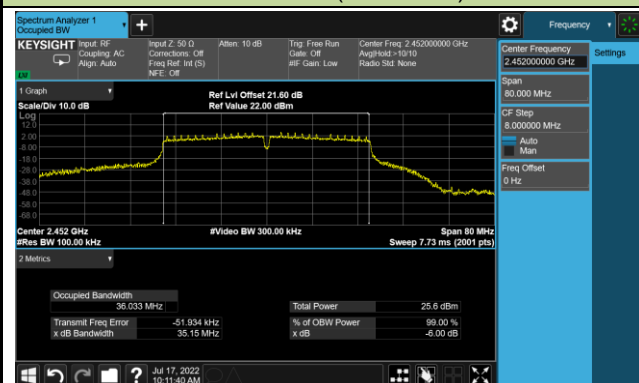 Spectrum Analyzer 1
Occupied BW
Frequency
KEYSIGHT
Input: RF
Coupling: AC
Align: Auto
Input Z: 50 Ω
Corrections: Off
Freq Ref: Int (S)
NFE: Off
Atten: 10 dB
Trig: Free Run
Gate: Off
#IF Gain: Low
Center Freq: 2.452000000 GHz
Avg|Hold:>10/10
Radio Std: None
Center Frequency
2.452000000 GHz
Settings
Span
80.000 MHz
CF Step
8.000000 MHz
Auto
Man
Freq Offset
0 Hz
1 Graph
Scale/Div 10.0 dB
Ref Lvl Offset 21.60 dB
Ref Value 22.00 dBm
Log
12.0
2.00
-8.00
-18.0
-28.0
-38.0
-48.0
-58.0
-68.0
Center 2.452 GHz
#Res BW 100.00 kHz
#Video BW 300.00 kHz
Span 80 MHz
Sweep 7.73 ms (2001 pts)
2 Metrics
Occupied Bandwidth
36.033 MHz
Total Power
25.6 dBm
Transmit Freq Error
-51.934 kHz
% of OBW Power
99.00 %
x dB Bandwidth
35.15 MHz
x dB
-6.00 dB
Jul 17, 2022
10:11:40 AM